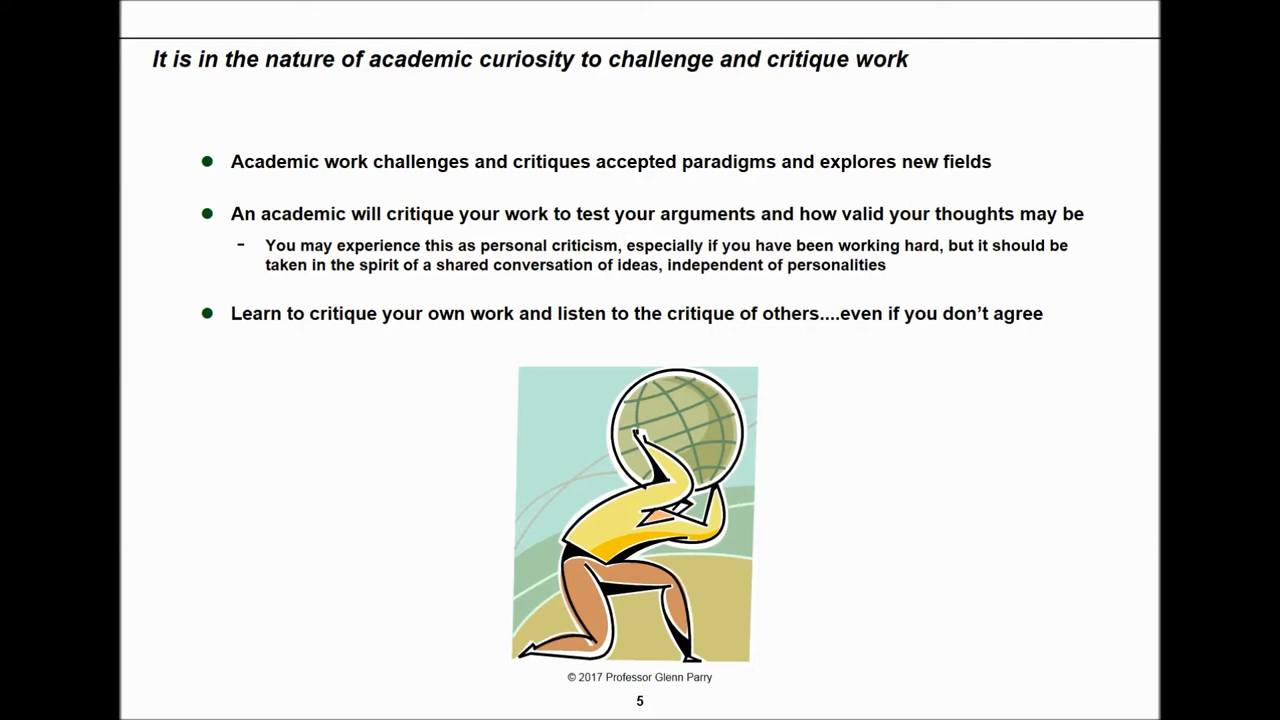 It is in the nature of academic curiosity to challenge and critique work
● Academic work challenges and critiques accepted paradigms and explores new fields
● An academic will critique your work to test your arguments and how valid your thoughts may be
- You may experience this as personal criticism, especially if you have been working hard, but it should be
taken in the spirit of a shared conversation of ideas, independent of personalities
● Learn to critique your own work and listen to the critique of others....even if you don’t agree
© 2017 Professor Glenn Parry
5